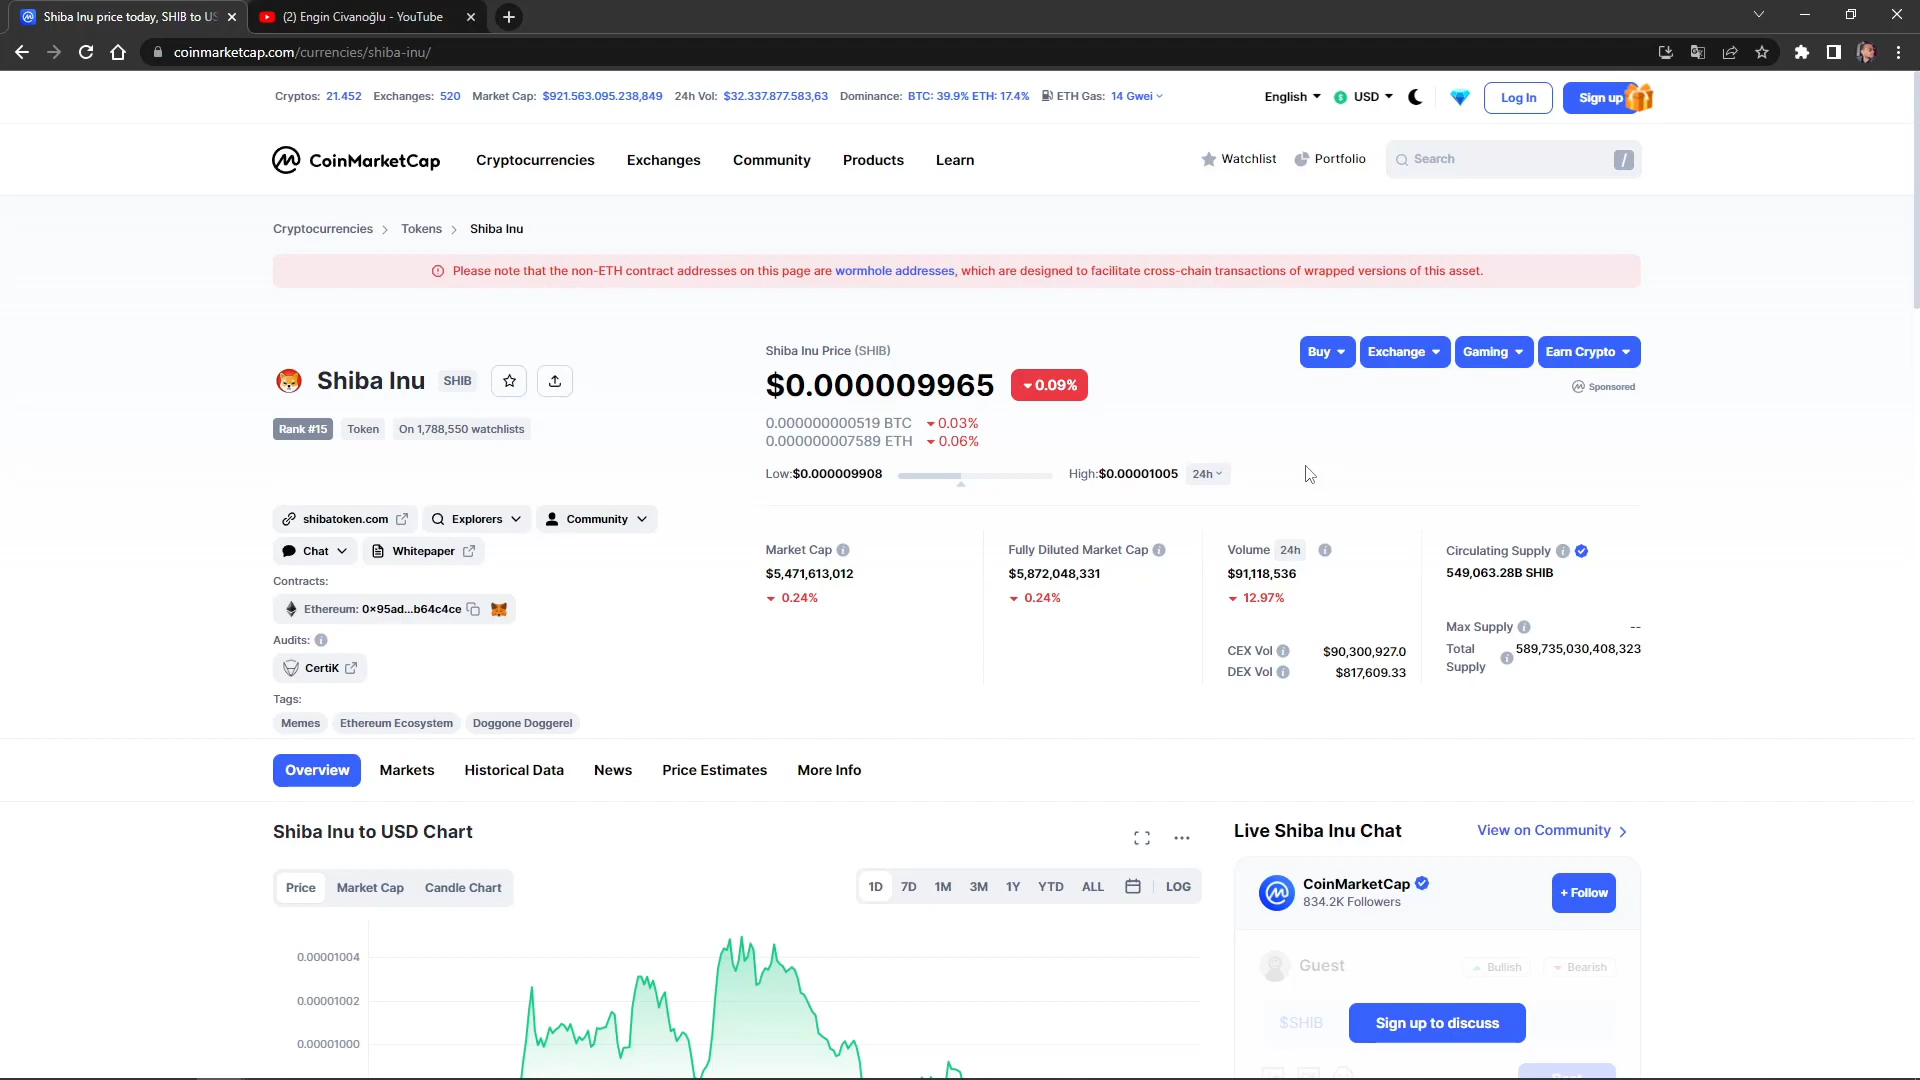 Shiba Inu price today, SHIB to US
(2) Engin Civanoğlu - YouTube
coinmarketcap.com/currencies/shiba-inu/
Cryptos: 21.452 Exchanges: 520 Market Cap: $921.563.095.238,849 24h Vol: $32.337.877.583,63 Dominance: BTC: 39.9% ETH: 17.4% ETH Gas: 14 Gwei
English USD Log In Sign up
CoinMarketCap Cryptocurrencies Exchanges Community Products Learn
Watchlist Portfolio Search /
Cryptocurrencies > Tokens > Shiba Inu
Please note that the non-ETH contract addresses on this page are wormhole addresses, which are designed to facilitate cross-chain transactions of wrapped versions of this asset.
Shiba Inu SHIB
Rank #15 Token On 1,788,550 watchlists
shibatoken.com Explorers Community
Chat Whitepaper
Contracts:
Ethereum: 0x95ad...b64c4ce
Audits:
CertiK
Tags:
Memes Ethereum Ecosystem Doggone Doggerel
Shiba Inu Price (SHIB)
$0.000009965 0.09%
0.000000000519 BTC 0.03%
0.000000007589 ETH 0.06%
Low:$0.000009908 High:$0.00001005 24h
Buy Exchange Gaming Earn Crypto
Sponsored
Market Cap
$5,471,613,012
0.24%
Fully Diluted Market Cap
$5,872,048,331
0.24%
Volume 24h
$91,118,536
12.97%
CEX Vol $90,300,927.0
DEX Vol $817,609.33
Circulating Supply
549,063.28B SHIB
Max Supply --
Total Supply 589,735,030,408,323
Overview Markets Historical Data News Price Estimates More Info
Shiba Inu to USD Chart
Price Market Cap Candle Chart
1D 7D 1M 3M 1Y YTD ALL LOG
0.00001004
0.00001002
0.00001000
Live Shiba Inu Chat View on Community >
CoinMarketCap
834.2K Followers
+ Follow
Guest Bullish Bearish
$SHIB
Sign up to discuss